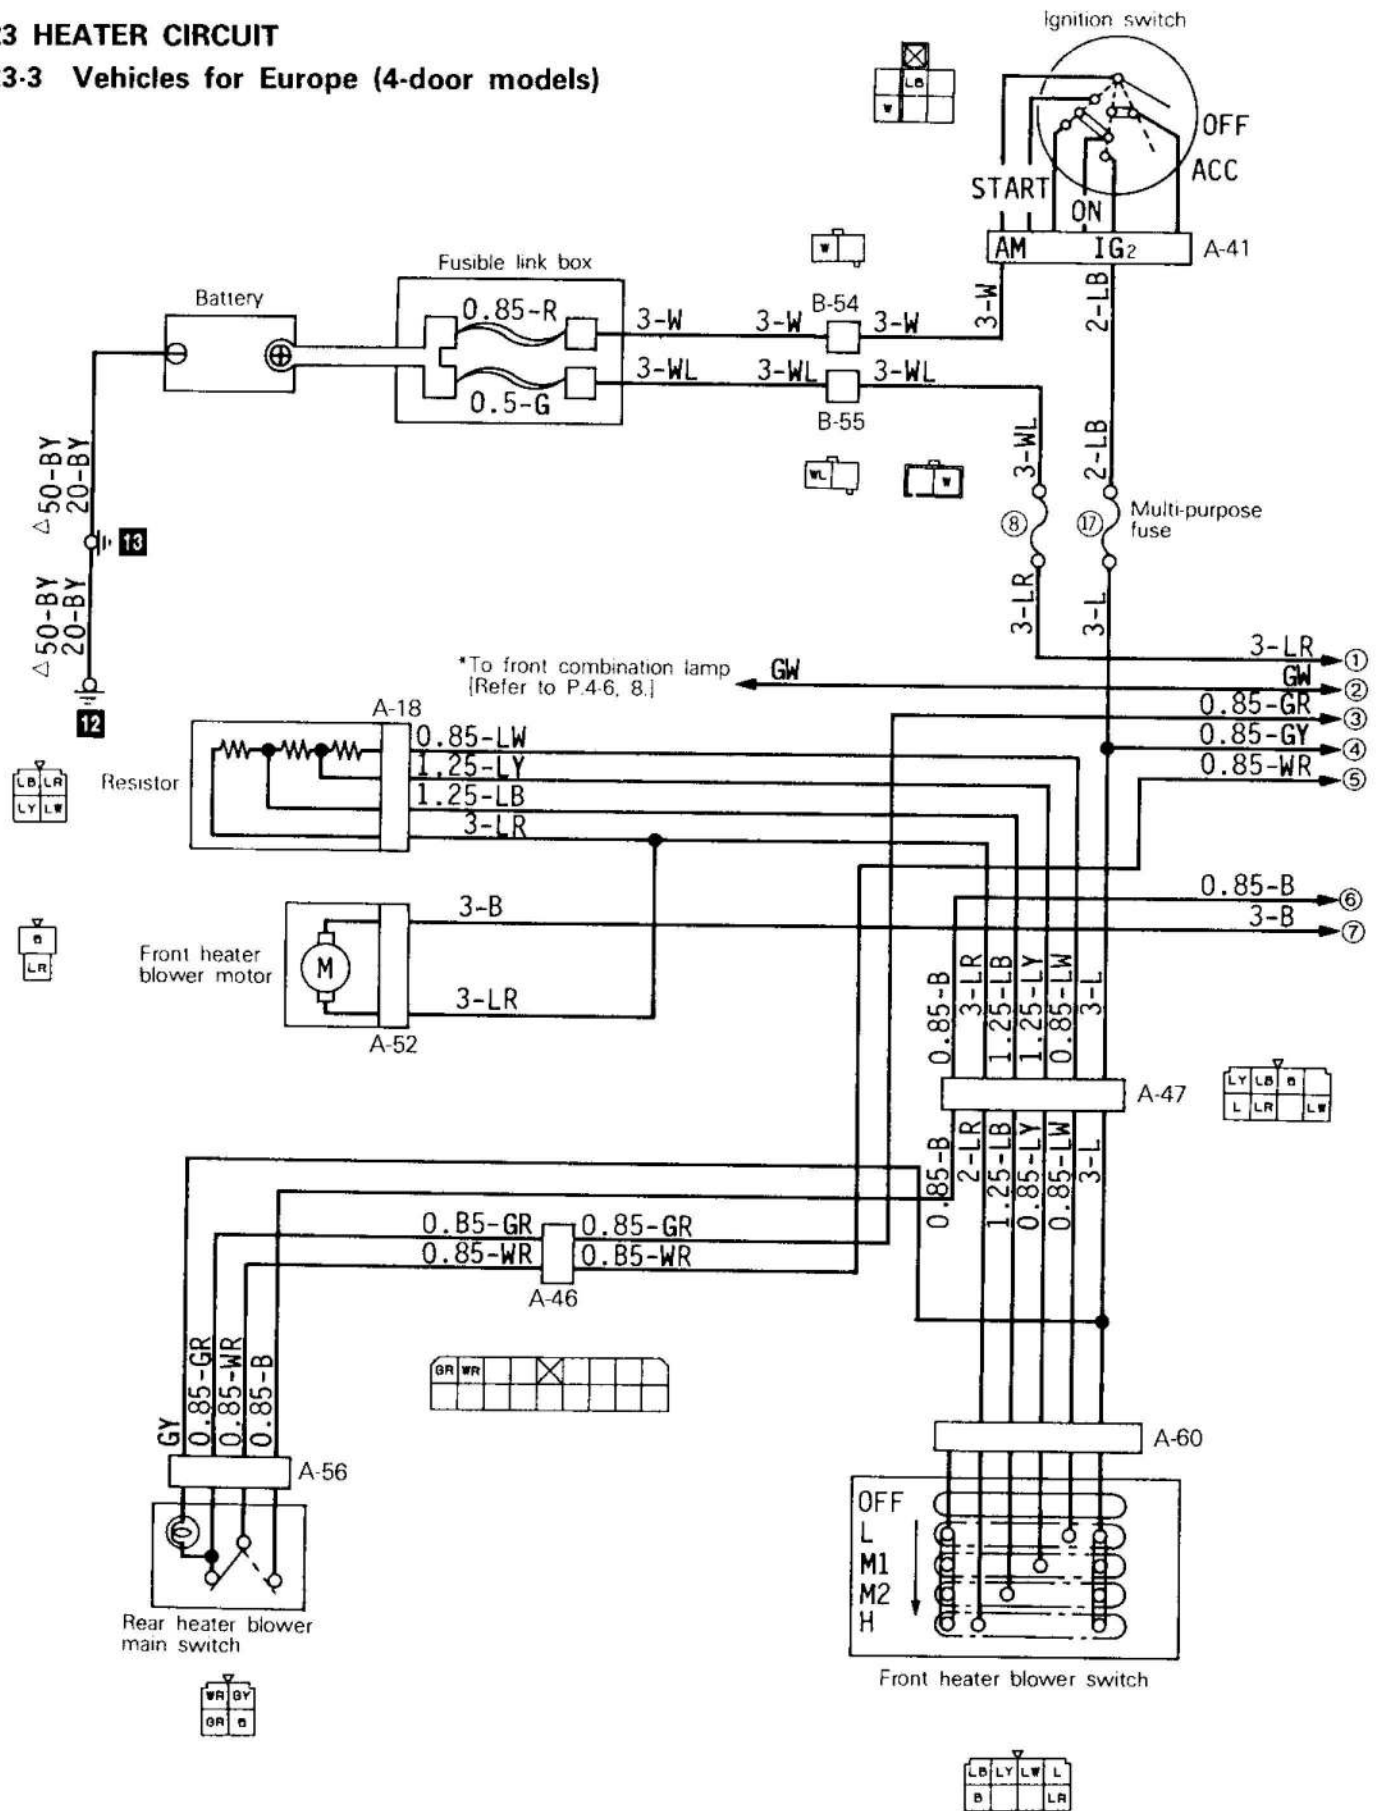 23 HEATER CIRCUIT
23-3 Vehicles for Europe (4-door models)
Ignition switch
LB
W
OFF
ACC
START
ON
AM
IG2
A-41
W
Fusible link box
Battery
0.85-R
3-W
3-W
B-54
3-W
3-W
2-LB
0.5-G
3-WL
3-WL
3-WL
B-55
WL
W
3-WL
2-LB
△50-BY
20-BY
8
17
Multi-purpose
fuse
13
△50-BY
20-BY
3-LR
3-L
12
*To front combination lamp
[Refer to P.4-6, 8.]
GW
3-LR
1
GW
2
0.85-GR
3
0.85-GY
4
0.85-WR
5
A-18
0.85-LW
1.25-LY
1.25-LB
3-LR
Resistor
LB LR
LY LW
0.85-B
6
3-B
7
3-B
Front heater
blower motor
M
3-LR
A-52
B
LR
0.85-B
3-LR
1.25-LB
1.25-LY
0.85-LW
3-L
A-47
LY LB B
L LR LW
0.85-B
2-LR
1.25-LB
0.85-LY
0.85-LW
3-L
0.B5-GR
0.85-GR
0.85-WR
0.B5-WR
A-46
GR WR
GY
0.85-GR
0.85-WR
0.85-B
A-56
Rear heater blower
main switch
WR GY
GR B
A-60
OFF
L
M1
M2
H
Front heater blower switch
LB LY LW L
B LR